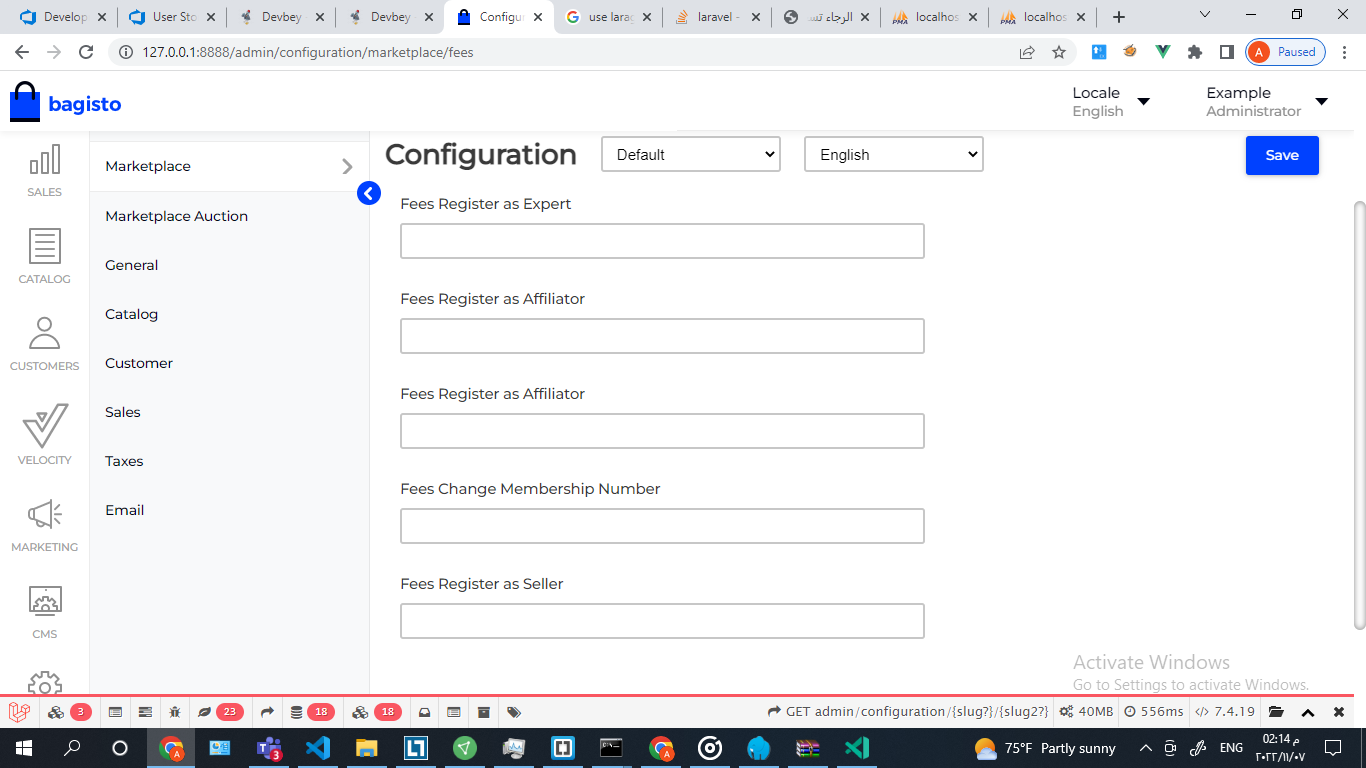 Develop
User Sto
Devbey
Devbey
Configur
use larag
laravel -
الرجاء تسـ
localhos
localhos
127.0.0.1:8888/admin/configuration/marketplace/fees
A Paused
bagisto
Locale
English
Example
Administrator
SALES
CATALOG
CUSTOMERS
VELOCITY
MARKETING
CMS
Marketplace
Marketplace Auction
General
Catalog
Customer
Sales
Taxes
Email
Configuration
Default
English
Save
Fees Register as Expert
Fees Register as Affiliator
Fees Register as Affiliator
Fees Change Membership Number
Fees Register as Seller
Activate Windows
Go to Settings to activate Windows.
3
23
18
18
GET admin/configuration/{slug?}/{slug2?}
40MB
556ms
7.4.19
75°F Partly sunny
ENG
02:14 م
٢٠٢٢/١١/٠٧